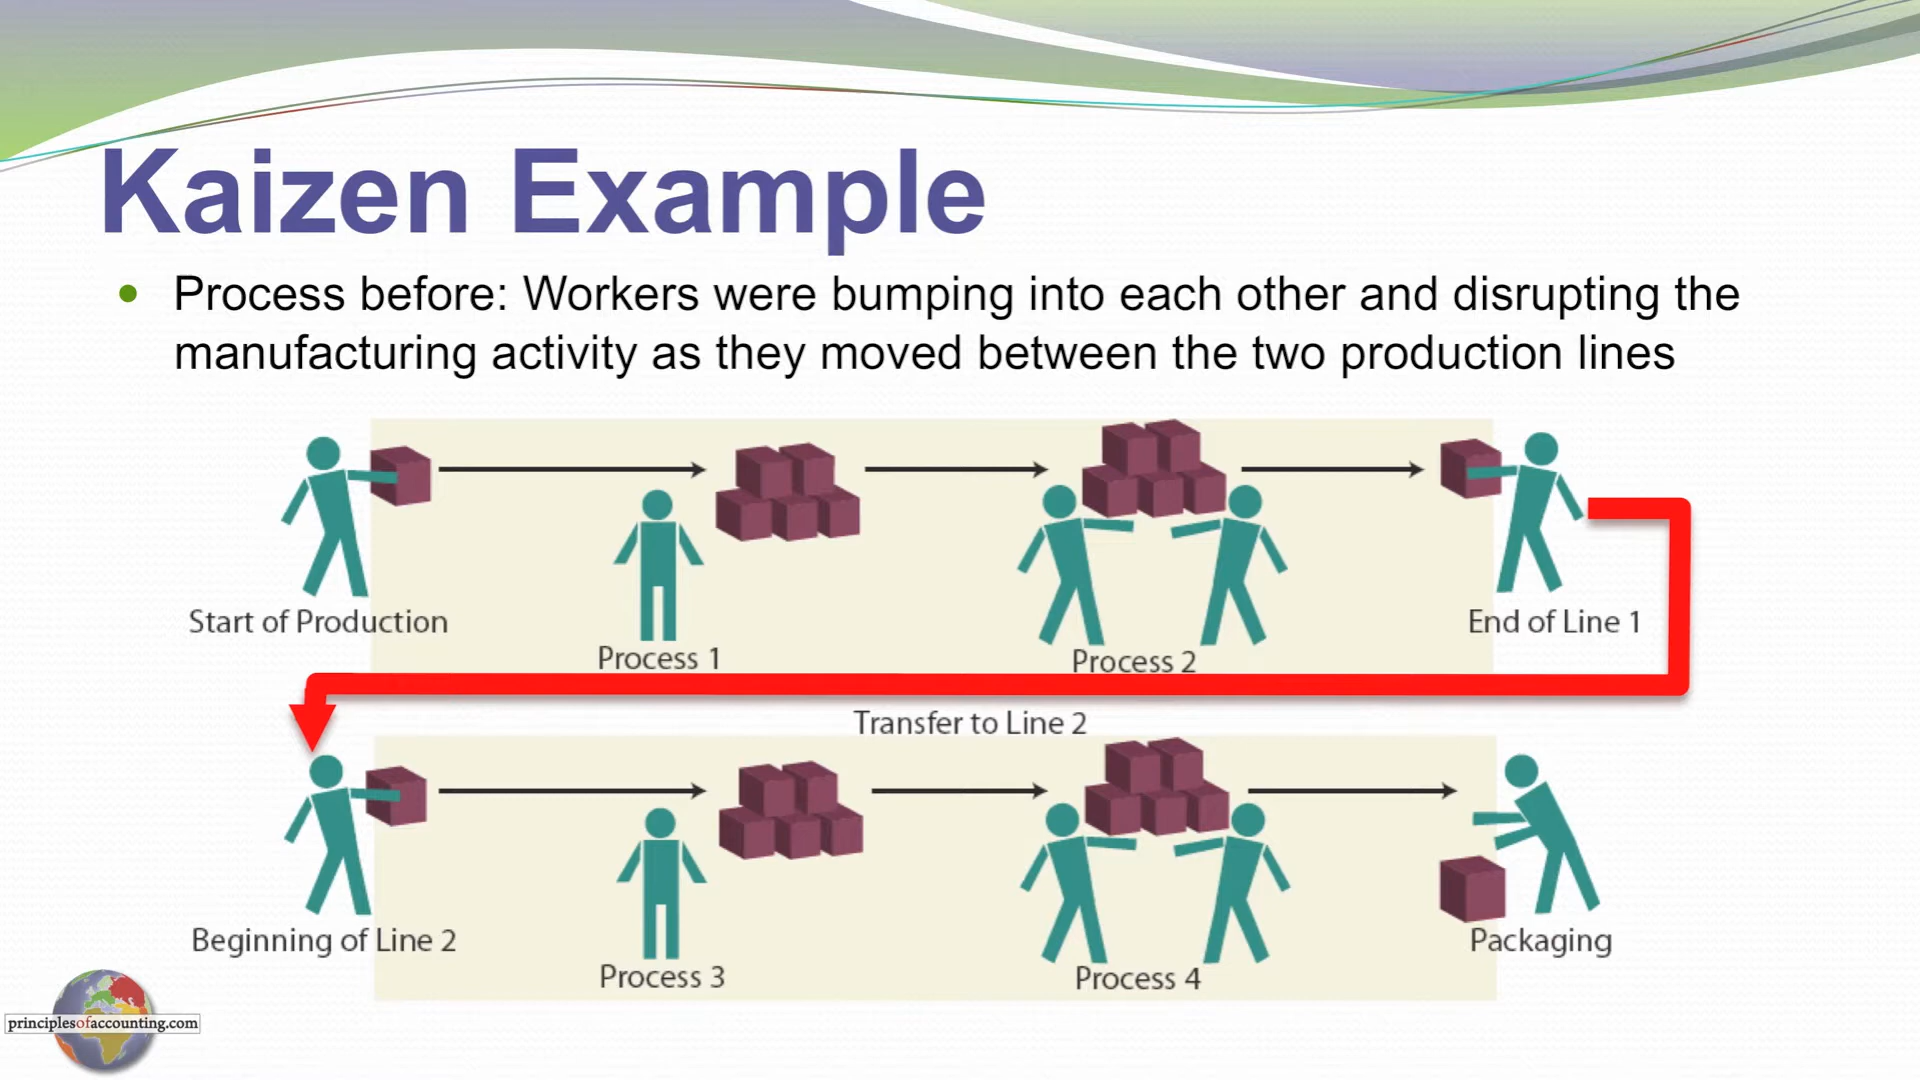 Kaizen Example
• Process before: Workers were bumping into each other and disrupting the
manufacturing activity as they moved between the two production lines
Start of Production
Process 1
Process 2
End of Line 1
Transfer to Line 2
Beginning of Line 2
Process 3
Process 4
Packaging
principlesofaccounting.com